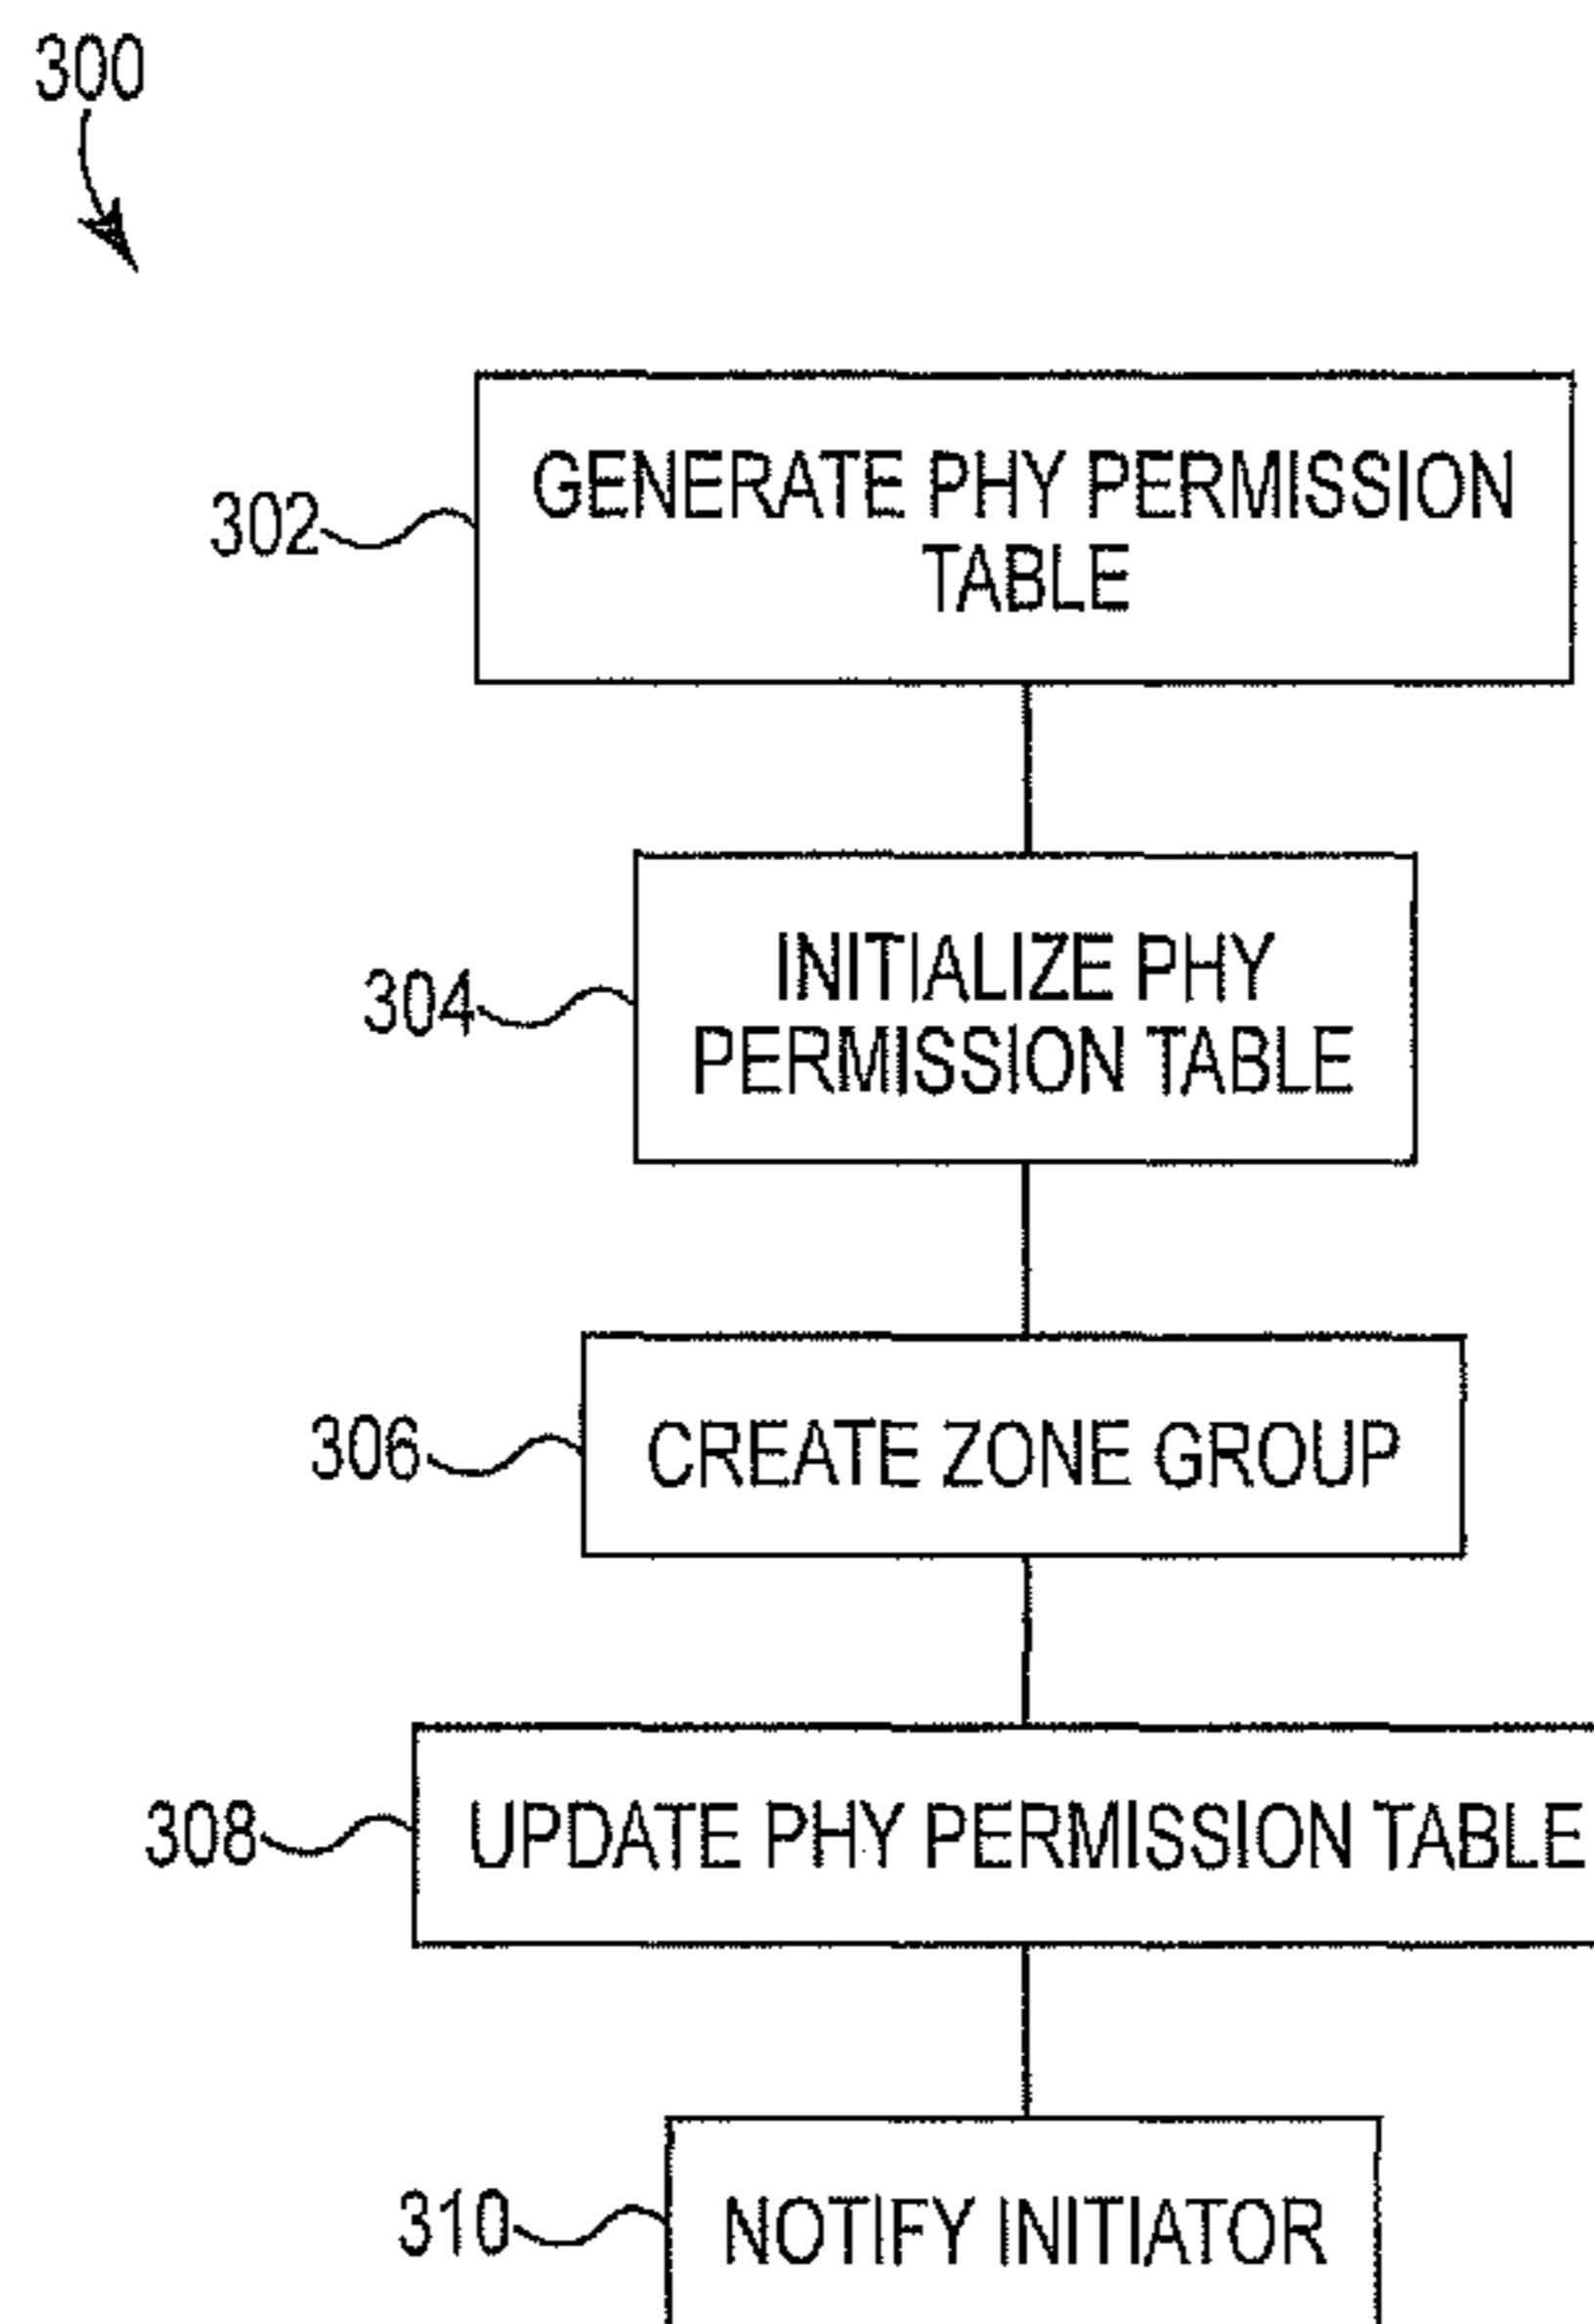 300
302
GENERATE PHY PERMISSION
TABLE
304
INITIALIZE PHY
PERMISSION TABLE
306
CREATE ZONE GROUP
308
UPDATE PHY PERMISSION TABLE
310
NOTIFY INITIATOR